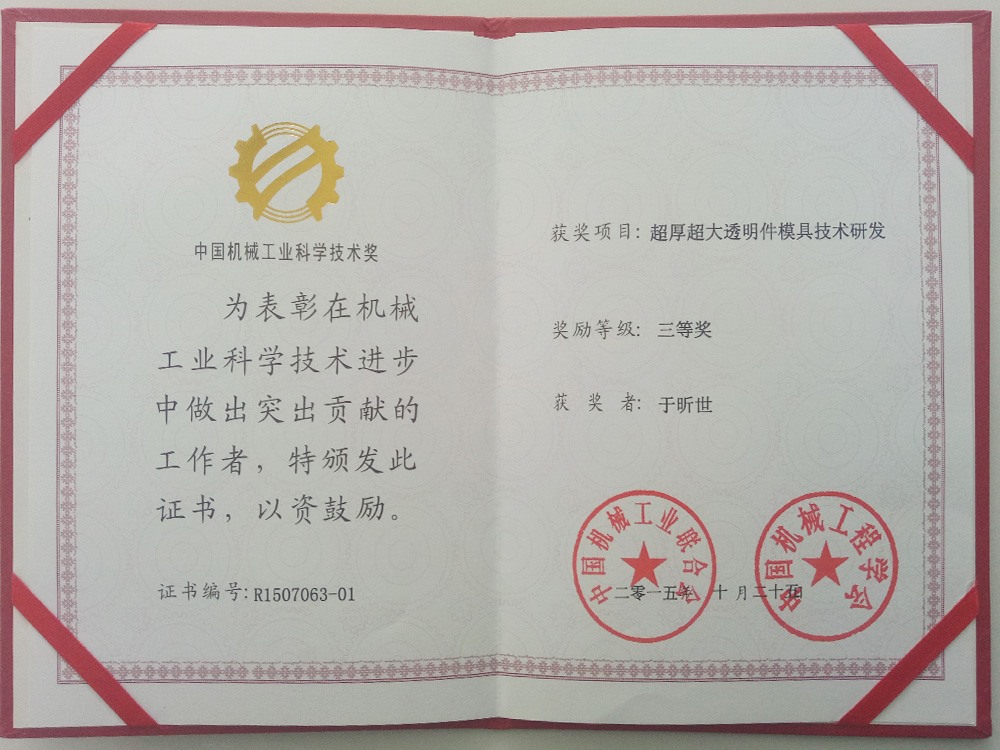 中国机械工业科学技术奖
为表彰在机械
工业科学技术进步
中做出突出贡献的
工作者，特颁发此
证书，以资鼓励。
证书编号：R1507063-01
获奖项目：超厚超大透明件模具技术研发
奖励等级：三等奖
获奖者：于昕世
中国机械工业联合会
中国机械工程学会
二零一五年 十月二十日